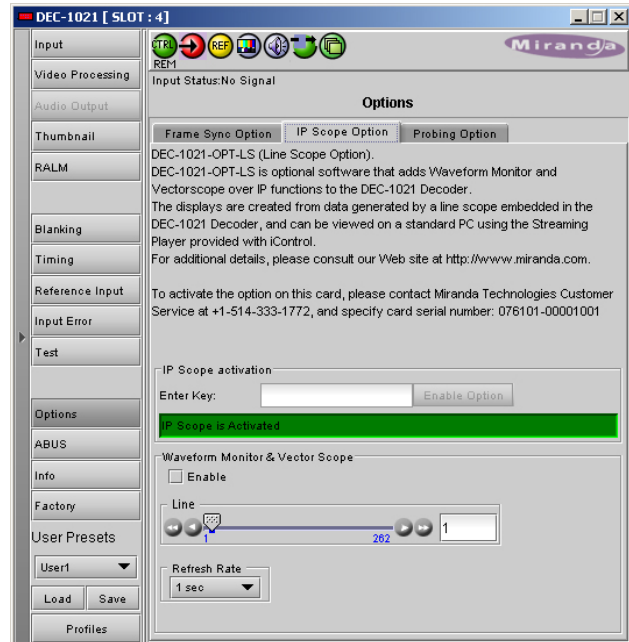 DEC-1021 [ SLOT : 4]
Input
Video Processing
Audio Output
Thumbnail
RALM
Blanking
Timing
Reference Input
Input Error
Test
Options
ABUS
Info
Factory
User Presets
User1
Load Save
Profiles
CTRL REF
REM
Miranda
Input Status:No Signal
Options
Frame Sync Option IP Scope Option Probing Option
DEC-1021-OPT-LS (Line Scope Option).
DEC-1021-OPT-LS is optional software that adds Waveform Monitor and
Vectorscope over IP functions to the DEC-1021 Decoder.
The displays are created from data generated by a line scope embedded in the
DEC-1021 Decoder, and can be viewed on a standard PC using the Streaming
Player provided with iControl.
For additional details, please consult our Web site at http://www.miranda.com.
To activate the option on this card, please contact Miranda Technologies Customer
Service at +1-514-333-1772, and specify card serial number: 076101-00001001
IP Scope activation
Enter Key: Enable Option
IP Scope is Activated
Waveform Monitor & Vector Scope
Enable
Line
1 262 1
Refresh Rate
1 sec